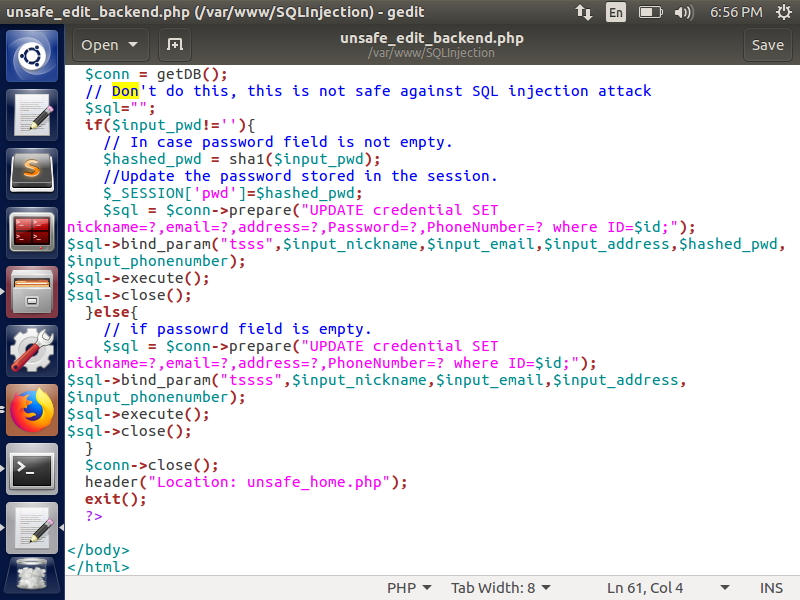 unsafe_edit_backend.php (/var/www/SQLInjection) - gedit
En
6:56 PM
Open
unsafe_edit_backend.php
/var/www/SQLInjection
Save
$conn = getDB();
// Don't do this, this is not safe against SQL injection attack
$sql="";
if($input_pwd!=''){
// In case password field is not empty.
$hashed_pwd = sha1($input_pwd);
//Update the password stored in the session.
$_SESSION['pwd']=$hashed_pwd;
$sql = $conn->prepare("UPDATE credential SET
nickname=?,email=?,address=?,Password=?,PhoneNumber=? where ID=$id;");
$sql->bind_param("tsss",$input_nickname,$input_email,$input_address,$hashed_pwd,
$input_phonenumber);
$sql->execute();
$sql->close();
}else{
// if passowrd field is empty.
$sql = $conn->prepare("UPDATE credential SET
nickname=?,email=?,address=?,PhoneNumber=? where ID=$id;");
$sql->bind_param("tssss",$input_nickname,$input_email,$input_address,
$input_phonenumber);
$sql->execute();
$sql->close();
}
$conn->close();
header("Location: unsafe_home.php");
exit();
?>
</body>
</html>
PHP
Tab Width: 8
Ln 61, Col 4
INS